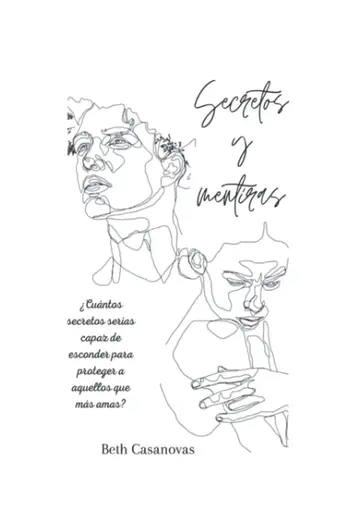 Secretos
y
mentiras
¿Cuántos
secretos serías
capaz de
esconder para
proteger a
aquellos que
más amas?
Beth Casanovas